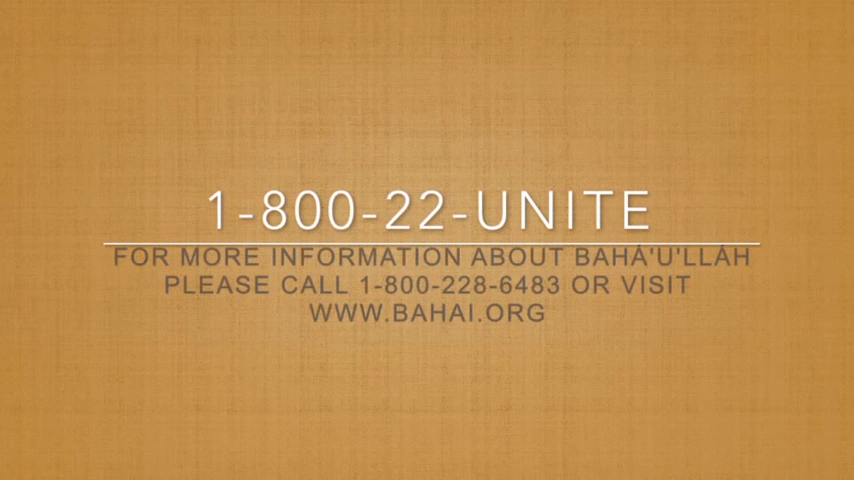 1-800-22-UNITE
FOR MORE INFORMATION ABOUT BAHÁ'U'LLÁH
PLEASE CALL 1-800-228-6483 OR VISIT
WWW.BAHAI.ORG